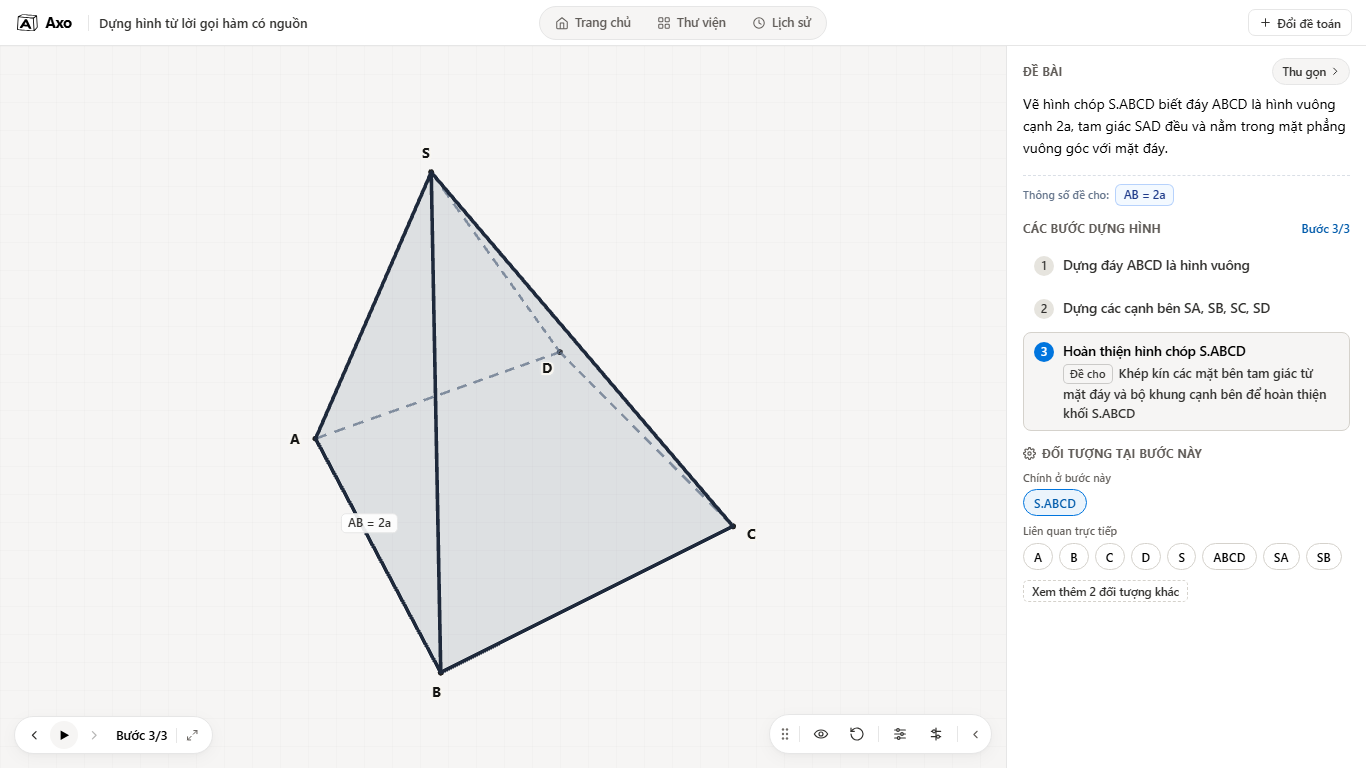 Axo
Dựng hình từ lời gọi hàm có nguồn
Trang chủ
Thư viện
Lịch sử
Đổi đề toán
S
A
D
AB = 2a
C
B
Bước 3/3
ĐỀ BÀI
Thu gọn
Vẽ hình chóp S.ABCD biết đáy ABCD là hình vuông
cạnh 2a, tam giác SAD đều và nằm trong mặt phẳng
vuông góc với mặt đáy.
Thông số đề cho: AB = 2a
CÁC BƯỚC DỰNG HÌNH
Bước 3/3
1 Dựng đáy ABCD là hình vuông
2 Dựng các cạnh bên SA, SB, SC, SD
3 Hoàn thiện hình chóp S.ABCD
Đề cho Khép kín các mặt bên tam giác từ
mặt đáy và bộ khung cạnh bên để hoàn thiện
khối S.ABCD
ĐỐI TƯỢNG TẠI BƯỚC NÀY
Chính ở bước này
S.ABCD
Liên quan trực tiếp
A B C D S ABCD SA SB
Xem thêm 2 đối tượng khác